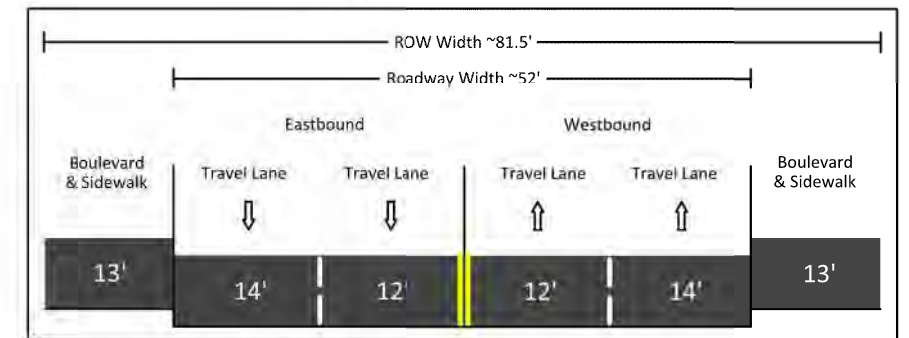 ROW Width ~81.5'
Roadway Width ~52'
Eastbound
Westbound
Boulevard
& Sidewalk
Travel Lane
Travel Lane
Travel Lane
Travel Lane
Boulevard
& Sidewalk
13'
14'
12'
12'
14'
13'